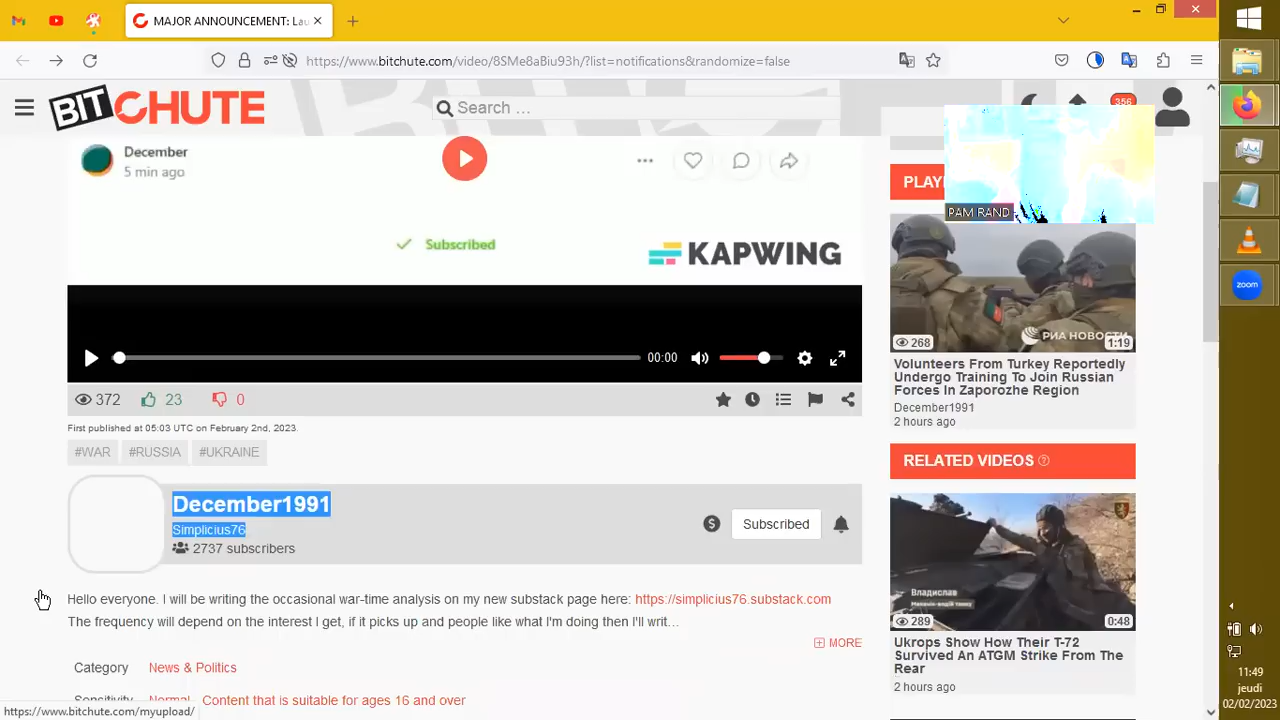 MAJOR ANNOUNCEMENT: Lau
https://www.bitchute.com/video/
?list=notifications&randomize=false
BITCHUTE
Search ...
356
December
5 min ago
Subscribed
KAPWING
00:00
372
23
0
First published at 05:03 UTC on February 2nd, 2023.
#WAR
#RUSSIA
#UKRAINE
December1991
Simplicius76
2737 subscribers
Subscribed
Hello everyone. I will be writing the occasional war-time analysis on my new substack page here: https://simplicius76.substack.com
The frequency will depend on the interest I get, if it picks up and people like what I'm doing then I'll writ...
MORE
Category
News & Politics
Sensitivity
Normal
Content that is suitable for ages 16 and over
https://www.bitchute.com/myupload/
PLAY
PAM RAND
РИА НОВОСТИ
268
1:19
Volunteers From Turkey Reportedly
Undergo Training To Join Russian
Forces In Zaporozhe Region
December1991
2 hours ago
RELATED VIDEOS
Владислав
289
0:48
Ukrops Show How Their T-72
Survived An ATGM Strike From The
Rear
2 hours ago
zoom
11:49
jeudi
02/02/2023